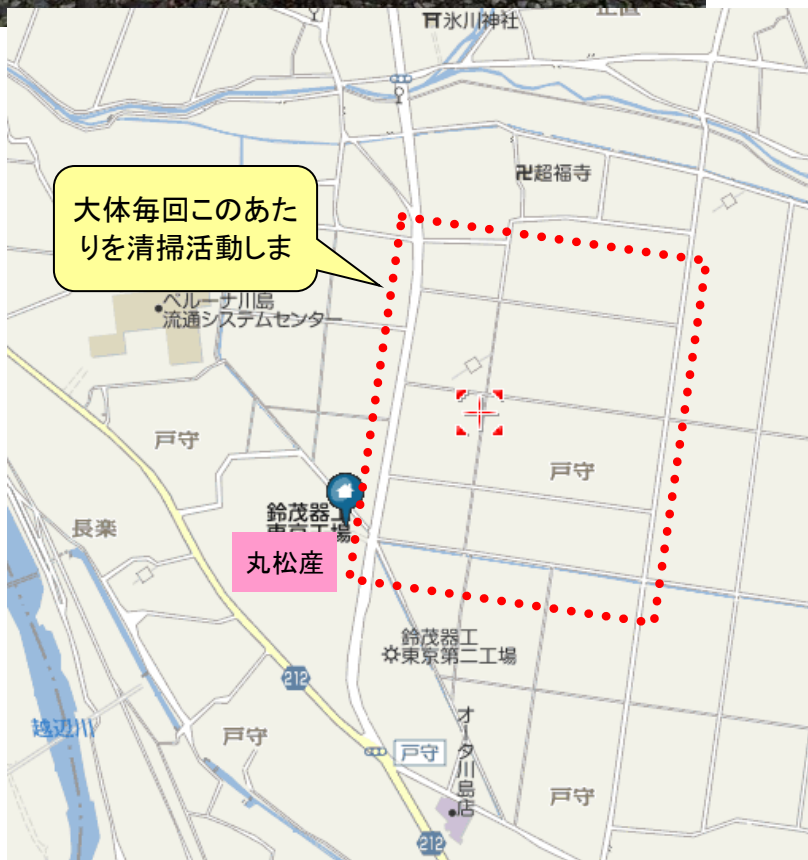 氷川神社
正直
超福寺
大体毎回このあた
りを清掃活動しま
ベルーナ川島
流通システムセンター
戸守
戸守
長楽
鈴茂器工
東京工場
丸松産
鈴茂器工
東京第二工場
212
越辺川
戸守
戸守
オータ川島店
戸守
212